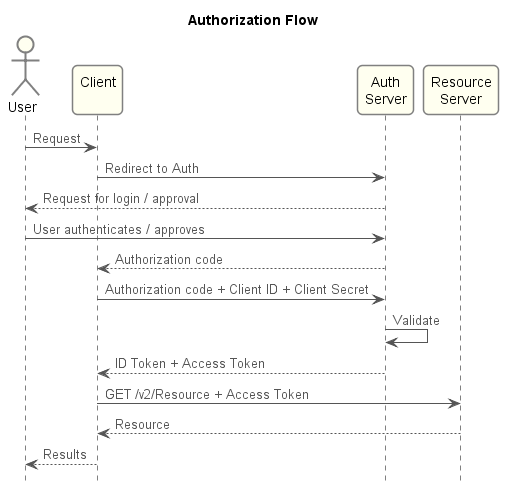 Authorization Flow
User
Client
Auth
Server
Resource
Server
Request
Redirect to Auth
Request for login / approval
User authenticates / approves
Authorization code
Authorization code + Client ID + Client Secret
Validate
ID Token + Access Token
GET /v2/Resource + Access Token
Resource
Results